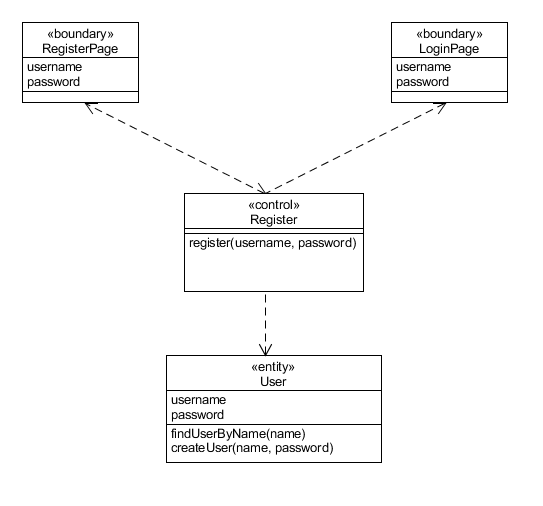 «boundary»
RegisterPage
username
password
«boundary»
LoginPage
username
password
«control»
Register
register(username, password)
«entity»
User
username
password
findUserByName(name)
createUser(name, password)